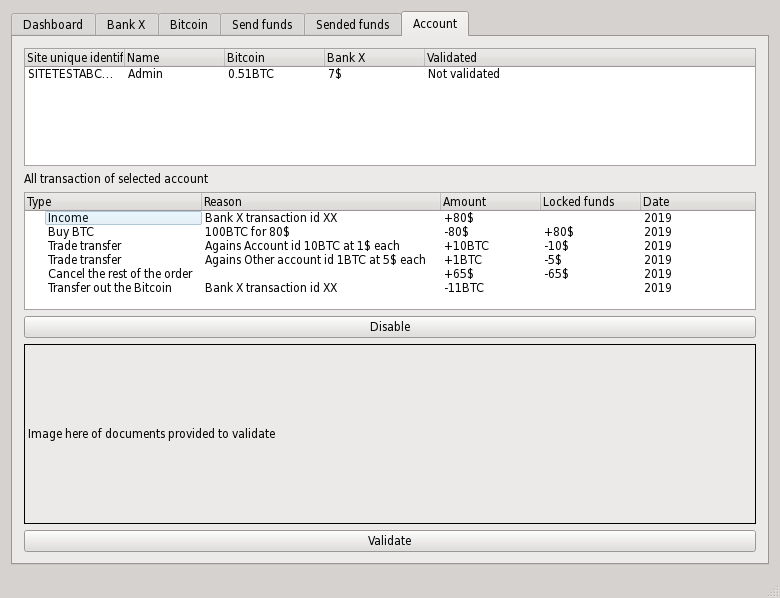 Dashboard Bank X Bitcoin Send funds Sended funds Account
Site unique identif Name Bitcoin Bank X Validated
SITETESTABC... Admin 0.51BTC 7$ Not validated
All transaction of selected account
Type Reason Amount Locked funds Date
Income Bank X transaction id XX +80$ 2019
Buy BTC 100BTC for 80$ -80$ +80$ 2019
Trade transfer Agains Account id 10BTC at 1$ each +10BTC -10$ 2019
Trade transfer Agains Other account id 1BTC at 5$ each +1BTC -5$ 2019
Cancel the rest of the order +65$ -65$ 2019
Transfer out the Bitcoin Bank X transaction id XX -11BTC 2019
Disable
Image here of documents provided to validate
Validate